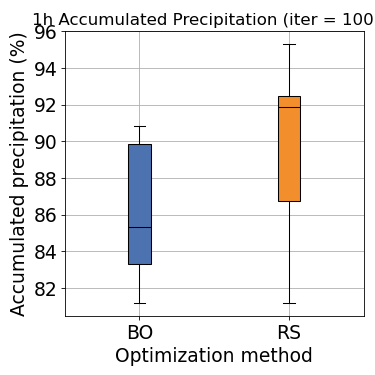 1h Accumulated Precipitation (iter = 100
Accumulated precipitation (%)
96
94
92
90
88
86
84
82
BO RS
Optimization method